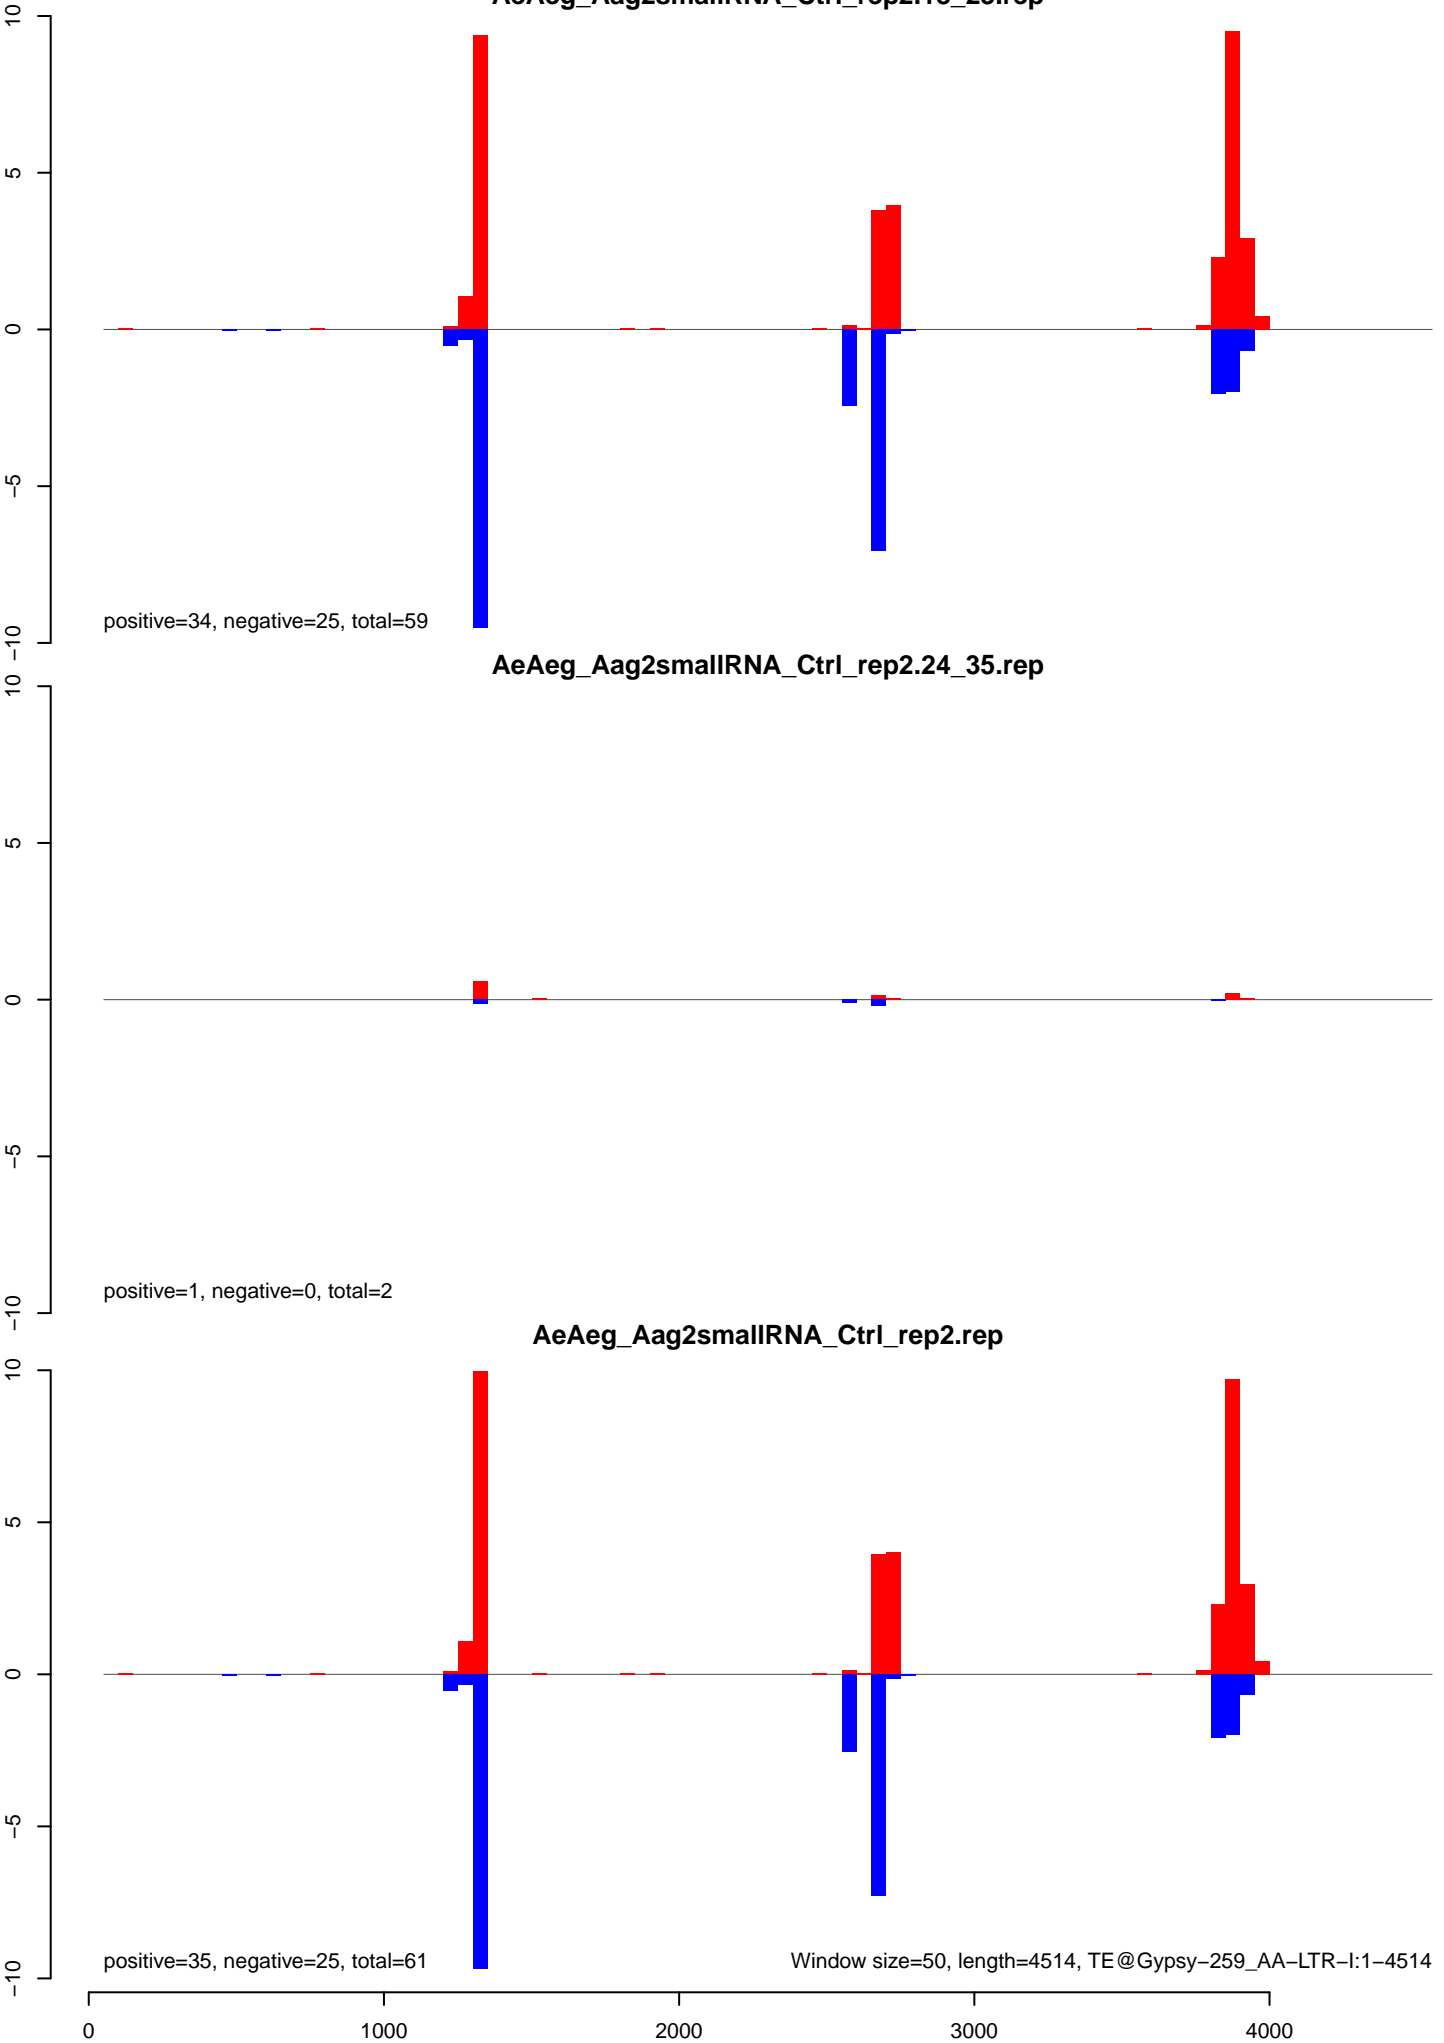 10
5
0
−5
−10
positive=34, negative=25, total=59
AeAeg_Aag2smallRNA_Ctrl_rep2.24_35.rep
10
5
0
−5
−10
positive=1, negative=0, total=2
AeAeg_Aag2smallRNA_Ctrl_rep2.rep
10
5
0
−5
−10
positive=35, negative=25, total=61
Window size=50, length=4514, TE@Gypsy−259_AA−LTR−I:1−4514
0 1000 2000 3000 4000